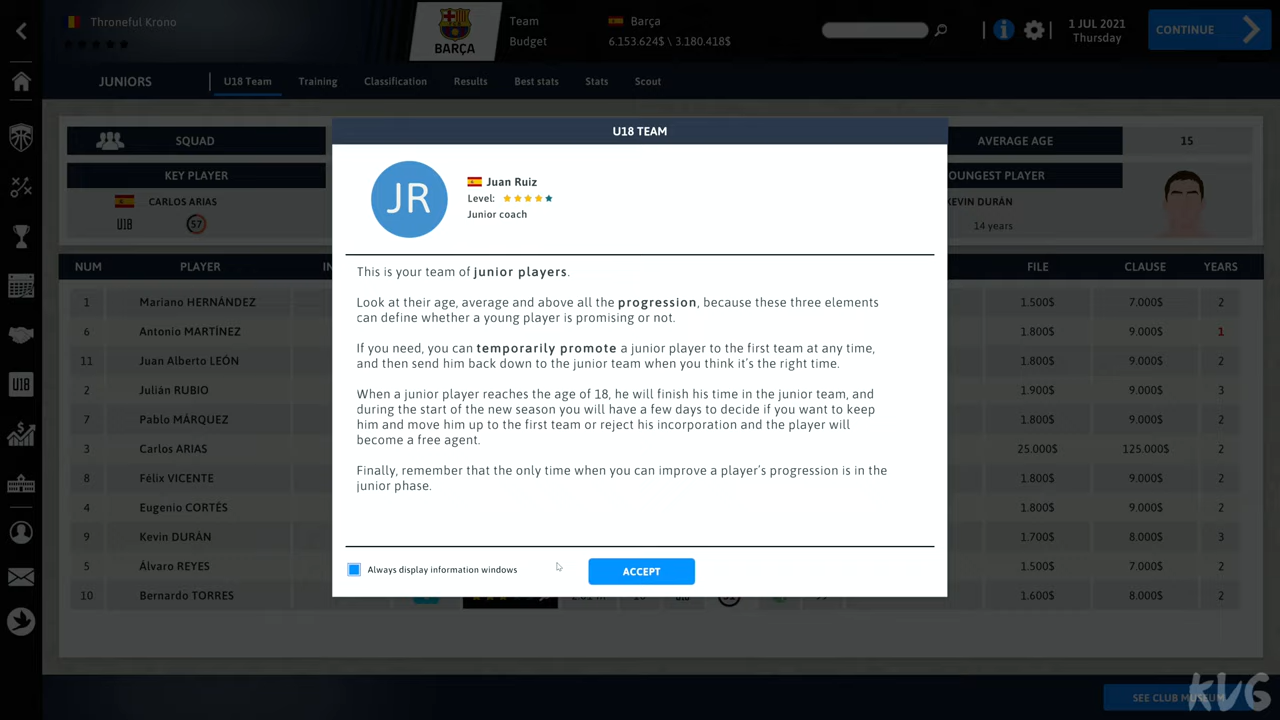 Throneful Krono
BARÇA
Team Barça
Budget 6.153.624$ \ 3.180.418$
1 JUL 2021
Thursday
CONTINUE
JUNIORS U18 Team Training Classification Results Best stats Stats Scout
U18 TEAM
SQUAD
AVERAGE AGE 15
KEY PLAYER
OUNGEST PLAYER
CARLOS ARIAS
U18 57
KEVIN DURÁN
14 years
JR
Juan Ruiz
Level:
Junior coach
This is your team of junior players.
Look at their age, average and above all the progression, because these three elements
can define whether a young player is promising or not.
If you need, you can temporarily promote a junior player to the first team at any time,
and then send him back down to the junior team when you think it's the right time.
When a junior player reaches the age of 18, he will finish his time in the junior team, and
during the start of the new season you will have a few days to decide if you want to keep
him and move him up to the first team or reject his incorporation and the player will
become a free agent.
Finally, remember that the only time when you can improve a player's progression is in the
junior phase.
Always display information windows
ACCEPT
NUM PLAYER IN FILE CLAUSE YEARS
1 Mariano HERNÁNDEZ 1.500$ 7.000$ 2
6 Antonio MARTÍNEZ 1.800$ 9.000$ 1
11 Juan Alberto LEÓN 1.800$ 9.000$ 2
2 Julián RUBIO 1.900$ 9.000$ 3
7 Pablo MÁRQUEZ 1.800$ 9.000$ 2
3 Carlos ARIAS 25.000$ 125.000$ 2
8 Félix VICENTE 1.800$ 9.000$ 2
4 Eugenio CORTÉS 1.800$ 9.000$ 2
9 Kevin DURÁN 1.700$ 8.000$ 3
5 Álvaro REYES 1.500$ 7.000$ 2
10 Bernardo TORRES 1.600$ 8.000$ 2
U18
SEE CLUB MUSEUM
KVG